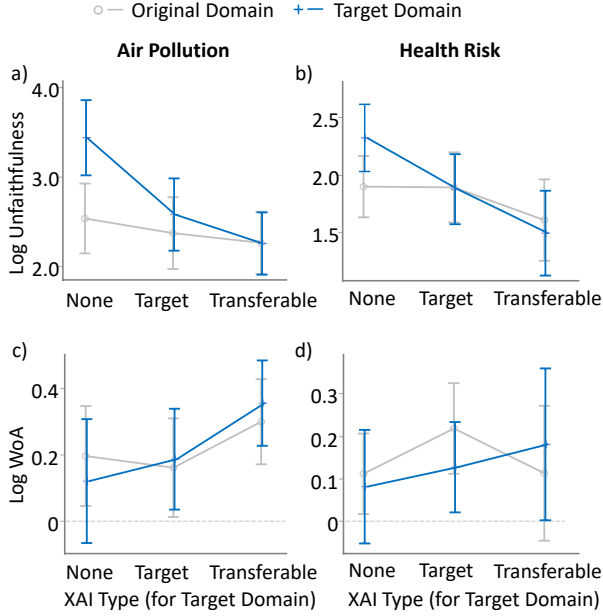 Original Domain Target Domain
Air Pollution Health Risk
a) b)
Log Unfaithfulness
4.0
3.0
2.0
None Target Transferable
2.5
2.0
1.5
None Target Transferable
c) d)
Log WoA
0.4
0.2
0
None Target Transferable
XAI Type (for Target Domain)
0.3
0.2
0.1
0
None Target Transferable
XAI Type (for Target Domain)